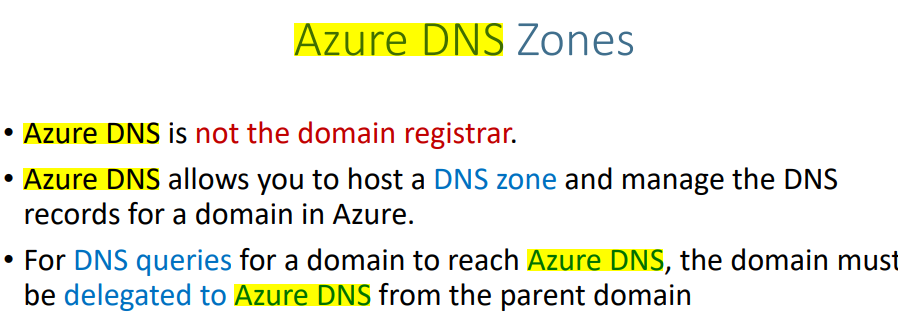 Azure DNS Zones
• Azure DNS is not the domain registrar.
• Azure DNS allows you to host a DNS zone and manage the DNS
records for a domain in Azure.
• For DNS queries for a domain to reach Azure DNS, the domain must
be delegated to Azure DNS from the parent domain